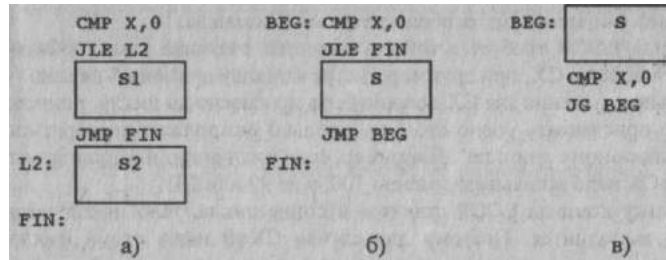 CMP X,0
JLE L2
S1
JMP FIN
L2: S2
FIN:
а)
BEG: CMP X,0
JLE FIN
S
JMP BEG
FIN:
б)
BEG: S
CMP X,0
JG BEG
в)